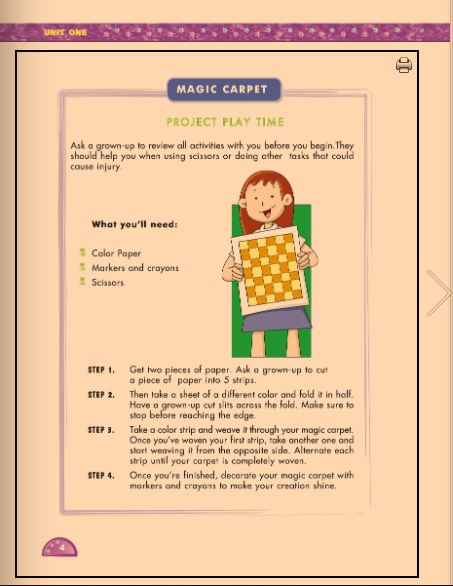 UNIT ONE
MAGIC CARPET
PROJECT PLAY TIME
Ask a grown-up to review all activities with you before you begin.They
should help you when using scissors or doing other tasks that could
cause injury.
What you'll need:
Color Paper
Markers and crayons
Scissors
STEP 1. Get two pieces of paper. Ask a grown-up to cut
a piece of paper into 5 strips.
STEP 2. Then take a sheet of a different color and fold it in half.
Have a grown-up cut slits across the fold. Make sure to
stop before reaching the edge.
STEP 3. Take a color strip and weave it through your magic carpet.
Once you've woven your first strip, take another one and
start weaving it from the opposite side. Alternate each
strip until your carpet is completely woven.
STEP 4. Once you're finished, decorate your magic carpet with
markers and crayons to make your creation shine.
4